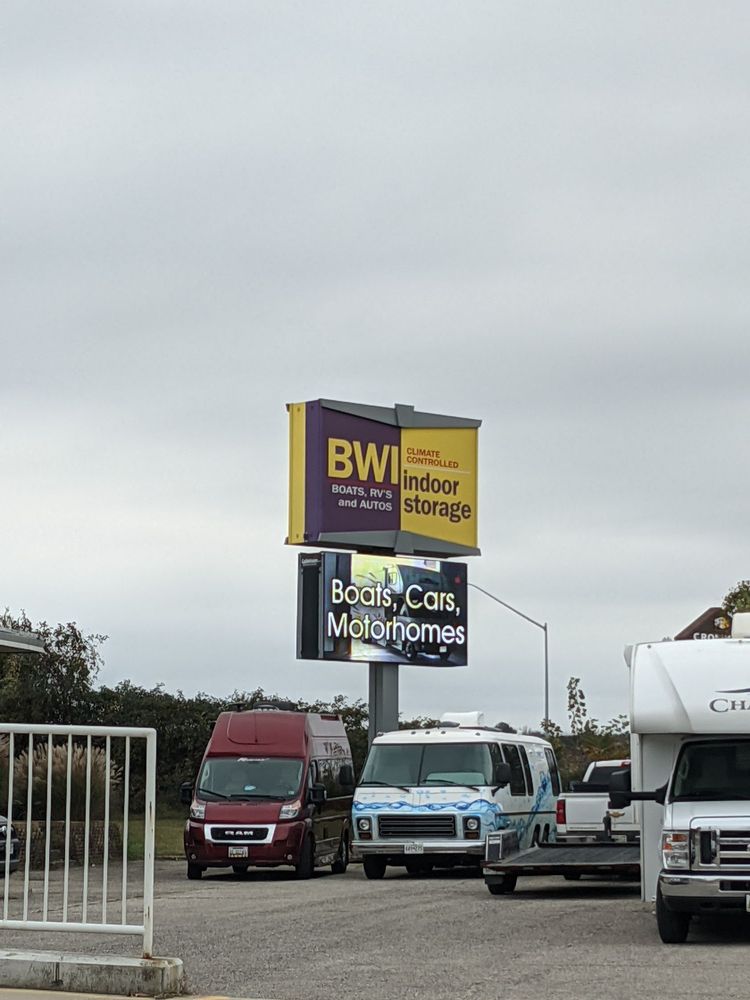 BWI
BOATS, RV'S
and AUTOS
CLIMATE
CONTROLLED
indoor
storage
Boats, Cars,
Motorhomes
RAM